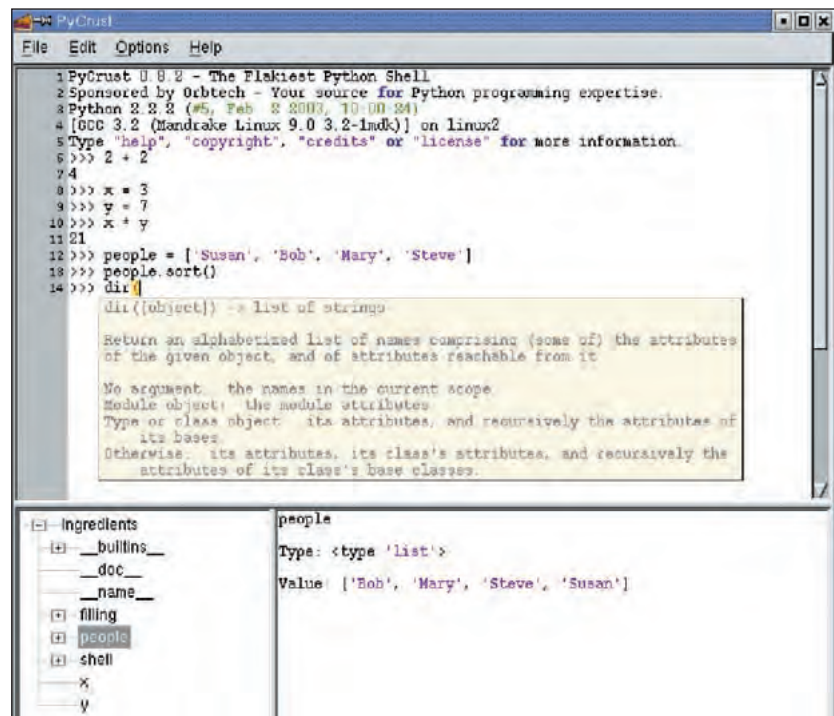 PyCrust
File Edit Options Help
1 PyCrust 0.8.2 - The Flakiest Python Shell
2 Sponsored by Orbtech - Your source for Python programming expertise.
3 Python 2.2.2 (#5, Feb 8 2003, 10:00:24)
4 [GCC 3.2 (Mandrake Linux 9.0 3.2-1mdk)] on linux2
5 Type "help", "copyright", "credits" or "license" for more information.
6 >>> 2 + 2
7 4
8 >>> x = 3
9 >>> y = 7
10 >>> x * y
11 21
12 >>> people = ['Susan', 'Bob', 'Mary', 'Steve']
13 >>> people.sort()
14 >>> dir(
dir([object]) -> list of strings
Return an alphabetized list of names comprising (some of) the attributes
of the given object, and of attributes reachable from it
No argument: the names in the current scope.
Module object: the module attributes.
Type or class object: its attributes, and recursively the attributes of
its bases.
Otherwise: its attributes, its class's attributes, and recursively the
attributes of its class's base classes.
Ingredients
__builtins__
__doc__
__name__
filling
people
shell
x
y
people
Type: <type 'list'>
Value: ['Bob', 'Mary', 'Steve', 'Susan']